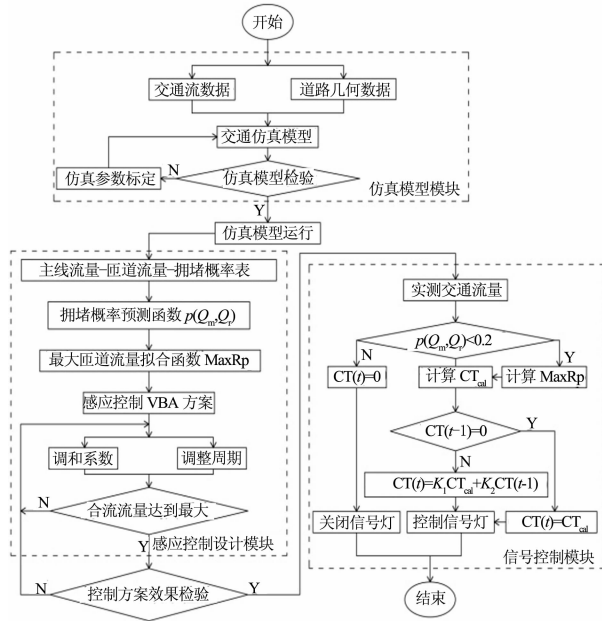 开始
交通流数据
道路几何数据
交通仿真模型
仿真参数标定
N
仿真模型检验
仿真模型模块
Y
仿真模型运行
主线流量-匝道流量-拥堵概率表
拥堵概率预测函数 p(Qm,Qr)
最大匝道流量拟合函数 MaxRp
感应控制 VBA 方案
调和系数
调整周期
N
合流流量达到最大
Y
感应控制设计模块
N
控制方案效果检验
Y
实测交通流量
p(Qm,Qr)<0.2
N
Y
CT(t)=0
计算 CTcal
计算 MaxRp
CT(t−1)=0
Y
N
CT(t)=K1CTcal+K2CT(t-1)
关闭信号灯
控制信号灯
CT(t)=CTcal
信号控制模块
结束